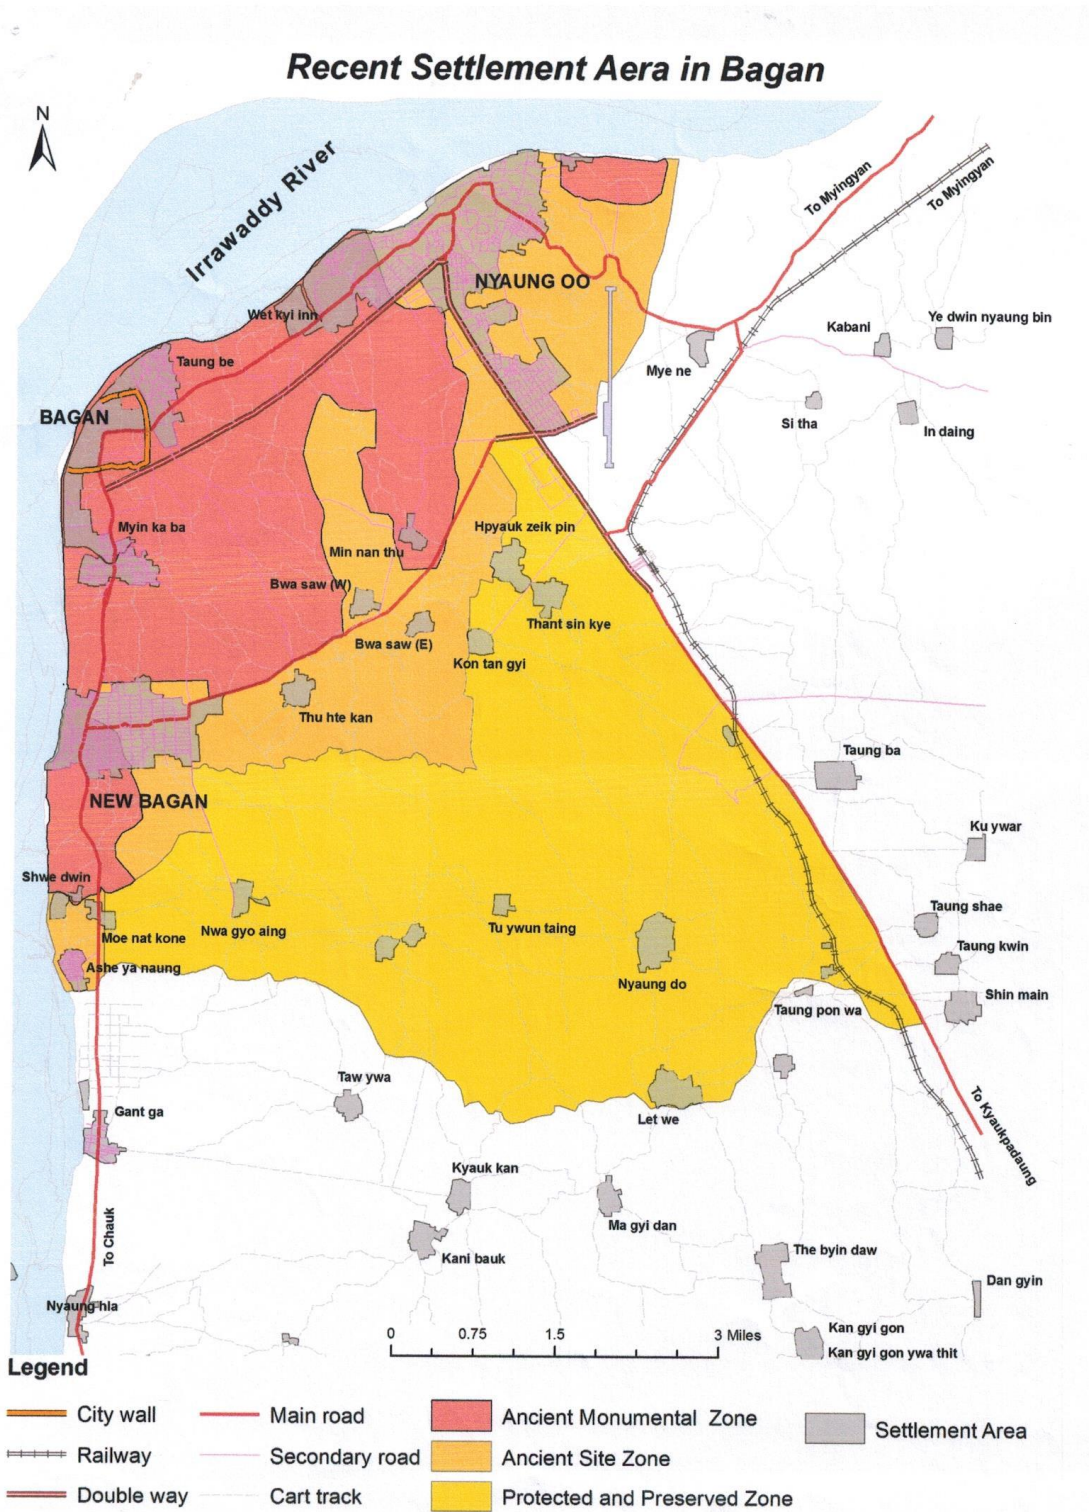 Recent Settlement Aera in Bagan
N
Irrawaddy River
To Myingyan
To Myingyan
NYAUNG OO
Wet kyi inn
Kabani
Ye dwin nyaung bin
Taung be
Mye ne
BAGAN
Si tha
In daing
Myin ka ba
Hpyauk zeik pin
Min nan thu
Bwa saw (W)
Thant sin kye
Bwa saw (E)
Kon tan gyi
Thu hte kan
Taung ba
NEW BAGAN
Ku ywar
Shwe dwin
Taung shae
Nwa gyo aing
Tu ywun taing
Moe nat kone
Taung kwin
Ashe ya naung
Nyaung do
Shin main
Taung pon wa
Taw ywa
Gant ga
Let we
To Kyaukpadaung
Kyauk kan
To Chauk
Ma gyi dan
Kani bauk
The byin daw
Dan gyin
Nyaung hla
Kan gyi gon
Kan gyi gon ywa thit
0 0.75 1.5 3 Miles
Legend
City wall
Main road
Ancient Monumental Zone
Settlement Area
Railway
Secondary road
Ancient Site Zone
Double way
Cart track
Protected and Preserved Zone